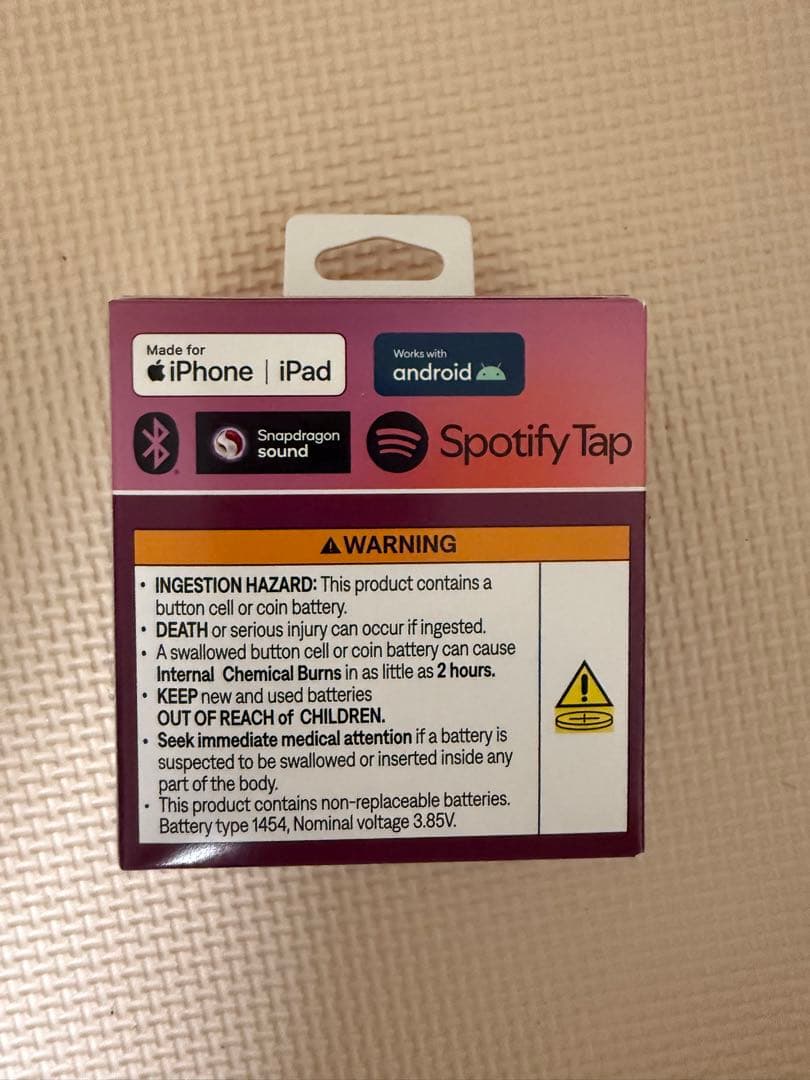 Made for
iPhone | iPad
Works with
android
Snapdragon
sound
Spotify Tap
WARNING
• INGESTION HAZARD: This product contains a
button cell or coin battery.
• DEATH or serious injury can occur if ingested.
• A swallowed button cell or coin battery can cause
Internal Chemical Burns in as little as 2 hours.
• KEEP new and used batteries
OUT OF REACH of CHILDREN.
• Seek immediate medical attention if a battery is
suspected to be swallowed or inserted inside any
part of the body.
• This product contains non-replaceable batteries.
Battery type 1454, Nominal voltage 3.85V.